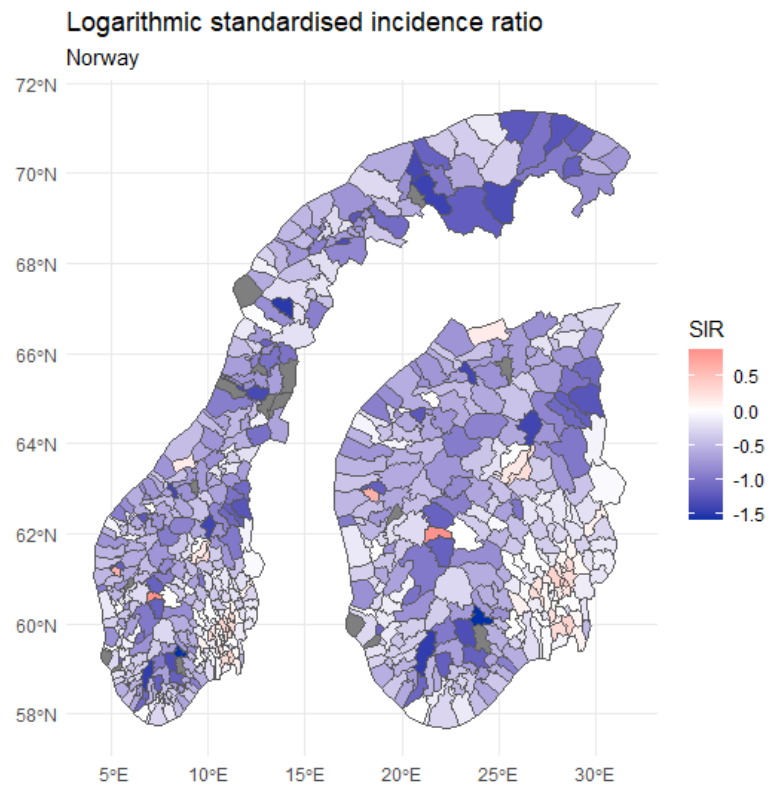 Logarithmic standardised incidence ratio
Norway
72°N
70°N
68°N
66°N
64°N
62°N
60°N
58°N
5°E 10°E 15°E 20°E 25°E 30°E
SIR
0.5
0.0
-0.5
-1.0
-1.5